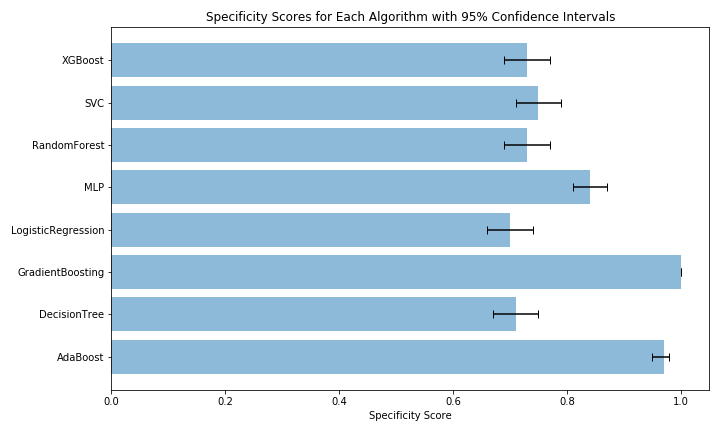 Specificity Scores for Each Algorithm with 95% Confidence Intervals
XGBoost
SVC
RandomForest
MLP
LogisticRegression
GradientBoosting
DecisionTree
AdaBoost
0.0 0.2 0.4 0.6 0.8 1.0
Specificity Score